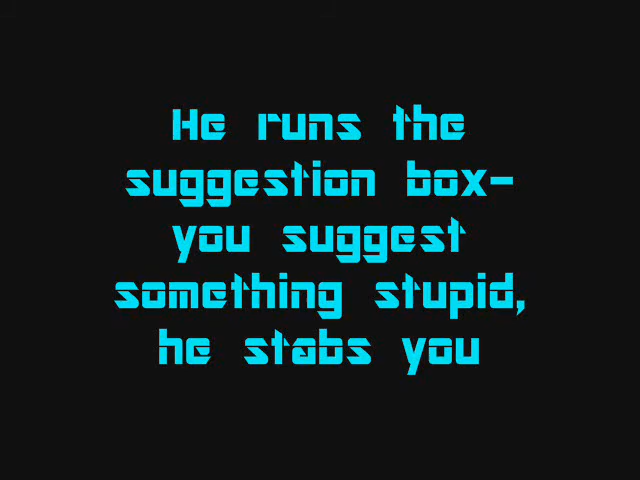 He runs the
suggestion box-
you suggest
something stupid,
he stabs you